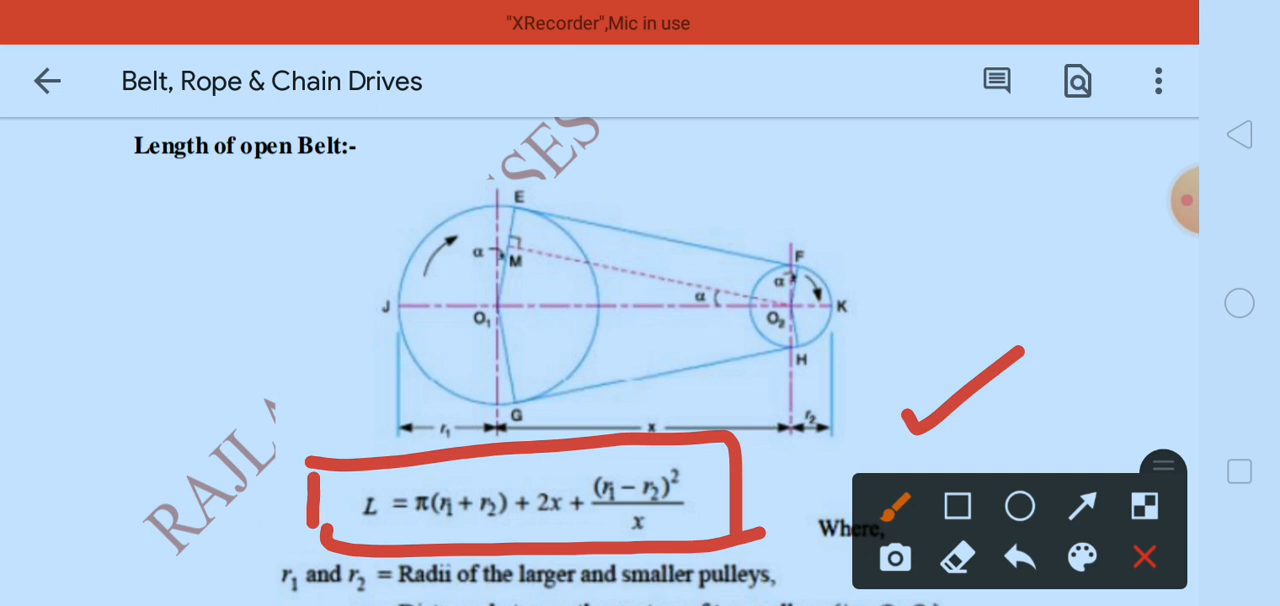 "XRecorder",Mic in use
Belt, Rope & Chain Drives
Length of open Belt:-
E
α
M
F
α
J
α
K
O₁
O₂
H
G
r₁
x
r₂
L = π(r₁ + r₂) + 2x + (r₁ − r₂)² / x
Where,
r₁ and r₂ = Radii of the larger and smaller pulleys,